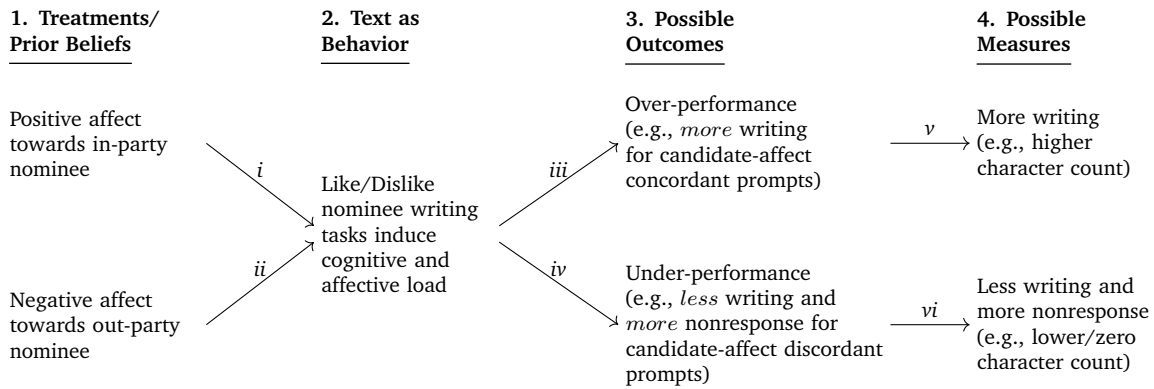 1. Treatments/
Prior Beliefs
2. Text as
Behavior
3. Possible
Outcomes
4. Possible
Measures
Positive affect
towards in-party
nominee
i
Negative affect
towards out-party
nominee
ii
Like/Dislike
nominee writing
tasks induce
cognitive and
affective load
iii
iv
Over-performance
(e.g., more writing
for candidate-affect
concordant prompts)
v
More writing
(e.g., higher
character count)
Under-performance
(e.g., less writing and
more nonresponse for
candidate-affect discordant
prompts)
vi
Less writing and
more nonresponse
(e.g., lower/zero
character count)